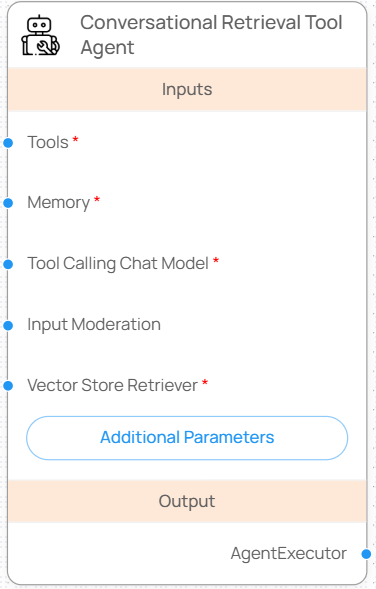 Conversational Retrieval Tool
Agent
Inputs
Tools *
Memory *
Tool Calling Chat Model *
Input Moderation
Vector Store Retriever *
Additional Parameters
Output
AgentExecutor